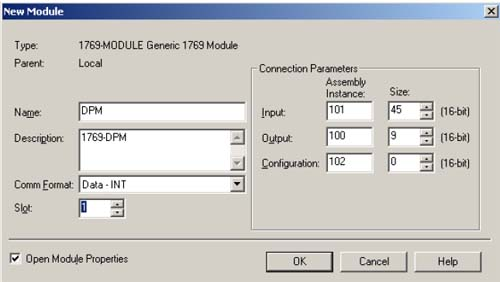 New Module
Type: 1769-MODULE Generic 1769 Module
Parent: Local
Connection Parameters
Assembly Instance: Size:
Name: DPM
Input: 101 45 (16-bit)
Description: 1769-DPM
Output: 100 9 (16-bit)
Configuration: 102 0 (16-bit)
Comm Format: Data - INT
Slot: 1
Open Module Properties
OK Cancel Help